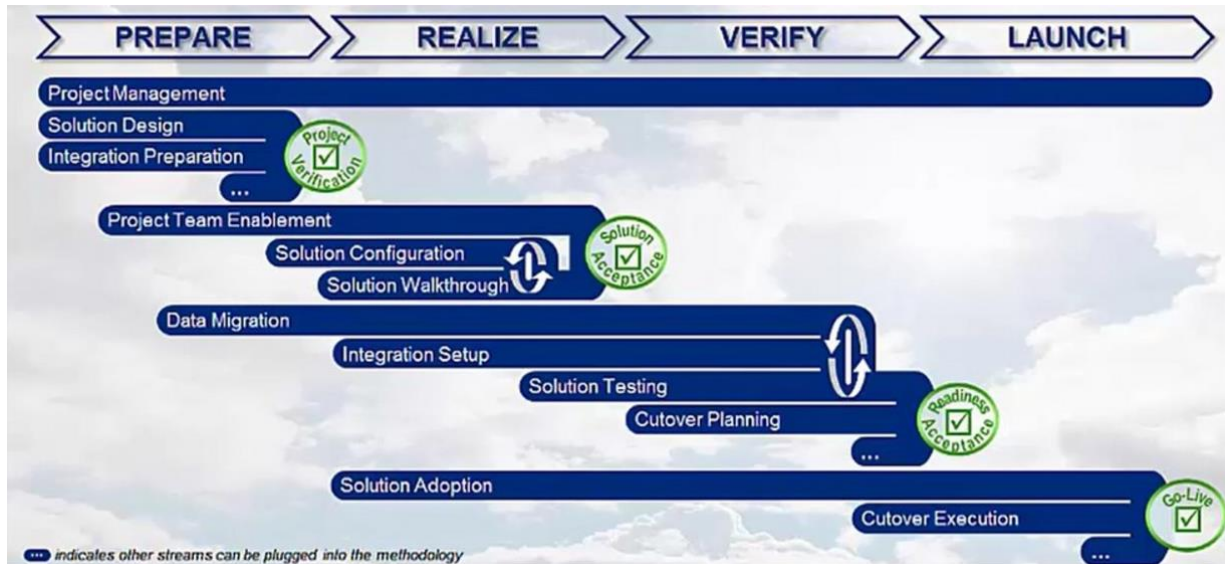 PREPARE
REALIZE
VERIFY
LAUNCH
Project Management
Solution Design
Integration Preparation
...
Project Verification
Project Team Enablement
Solution Configuration
Solution Walkthrough
Solution Acceptance
Data Migration
Integration Setup
Solution Testing
Cutover Planning
...
Readiness Acceptance
Solution Adoption
Cutover Execution
...
Go-Live
... indicates other streams can be plugged into the methodology